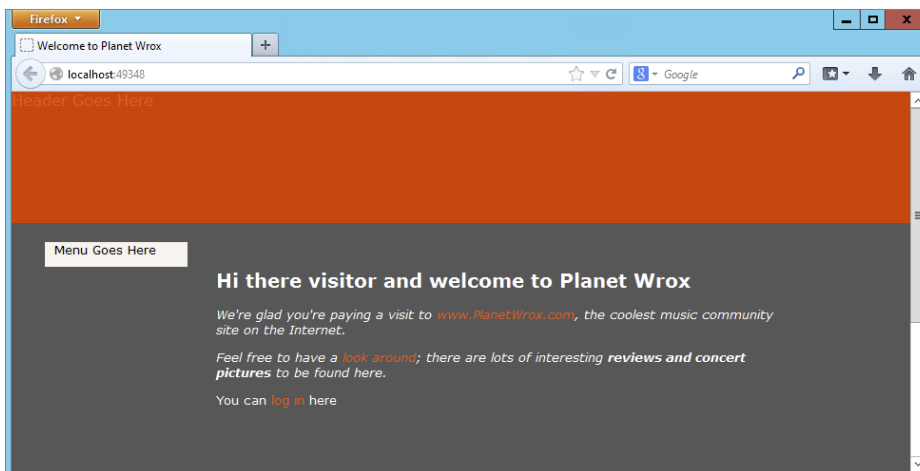 Firefox
Welcome to Planet Wrox
localhost:49348
8 Google
Header Goes Here
Menu Goes Here
Hi there visitor and welcome to Planet Wrox
We're glad you're paying a visit to www.PlanetWrox.com, the coolest music community
site on the Internet.
Feel free to have a look around; there are lots of interesting reviews and concert
pictures to be found here.
You can log in here